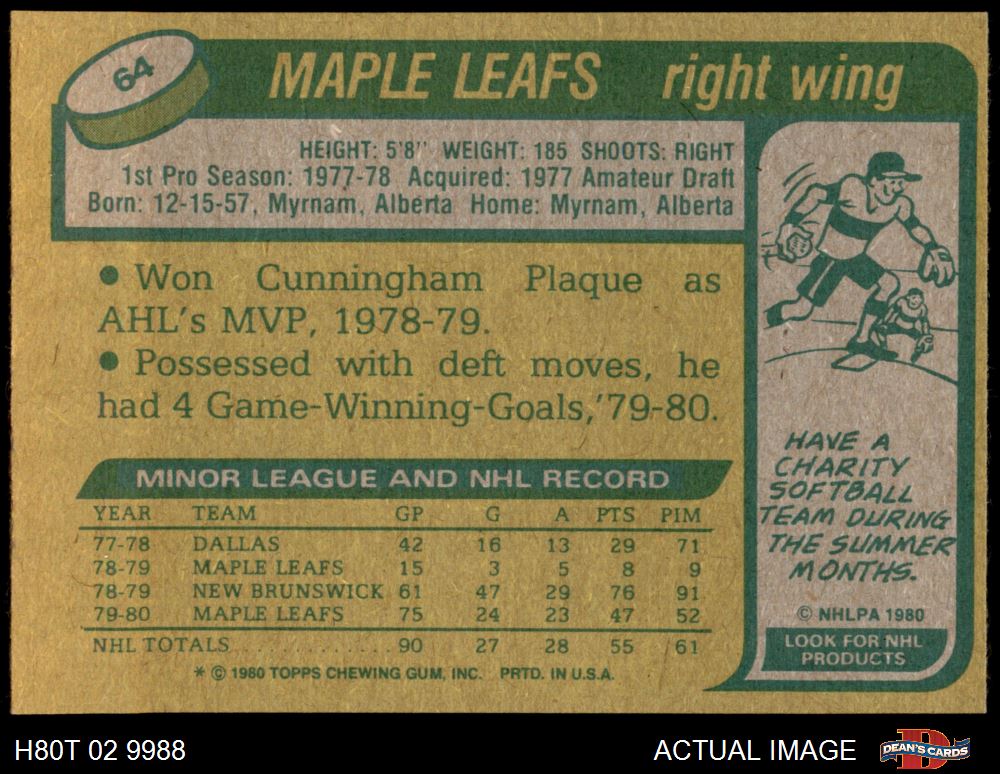 64
MAPLE LEAFS right wing
HEIGHT: 5'8" WEIGHT: 185 SHOOTS: RIGHT
1st Pro Season: 1977-78 Acquired: 1977 Amateur Draft
Born: 12-15-57, Myrnam, Alberta Home: Myrnam, Alberta
• Won Cunningham Plaque as
AHL's MVP, 1978-79.
• Possessed with deft moves, he
had 4 Game-Winning-Goals,'79-80.
MINOR LEAGUE AND NHL RECORD
YEAR TEAM GP G A PTS PIM
77-78 DALLAS 42 16 13 29 71
78-79 MAPLE LEAFS 15 3 5 8 9
78-79 NEW BRUNSWICK 61 47 29 76 91
79-80 MAPLE LEAFS 75 24 23 47 52
NHL TOTALS............ 90 27 28 55 61
* © 1980 TOPPS CHEWING GUM, INC. PRTD. IN U.S.A.
HAVE A
CHARITY
SOFTBALL
TEAM DURING
THE SUMMER
MONTHS.
© NHLPA 1980
LOOK FOR NHL
PRODUCTS
H80T 02 9988
ACTUAL IMAGE
D
DEAN'S CARDS